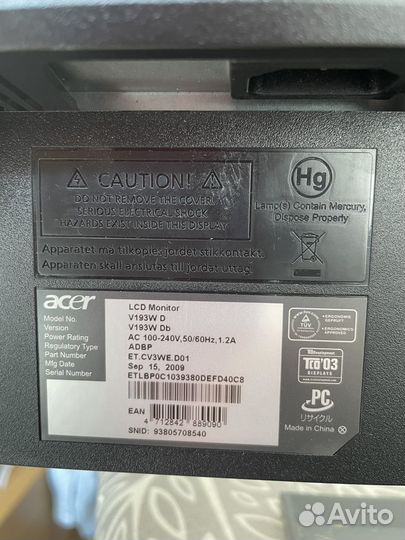 CAUTION!
DO NOT REMOVE THE COVER.
SERIOUS ELECTRICAL SHOCK
HAZARDS EXIST INSIDE THIS DISPLAY
Hg
Lamp(s) Contain Mercury,
Dispose Properly
Apparatet må tilkoples jordet stikkontakt.
Apparaten skall anslutas till jordat uttag.
acer
LCD Monitor
Model No. V193W D
Version V193W Db
Power Rating AC 100-240V,50/60Hz,1.2A
Regulatory Type ADBP
Part Number ET.CV3WE.D01
Mfg Date Sep 15, 2009
Serial Number ETLBP0C1039380DEFD40C8
EAN
4 712842 889090
SNID: 93805708540
TÜV
ERGONOMIE
GEPRÜFT
ERGONOMICS
APPROVED
Development
TCO'03
DISPLAYS
PC
リサイクル
Made in China
Avito